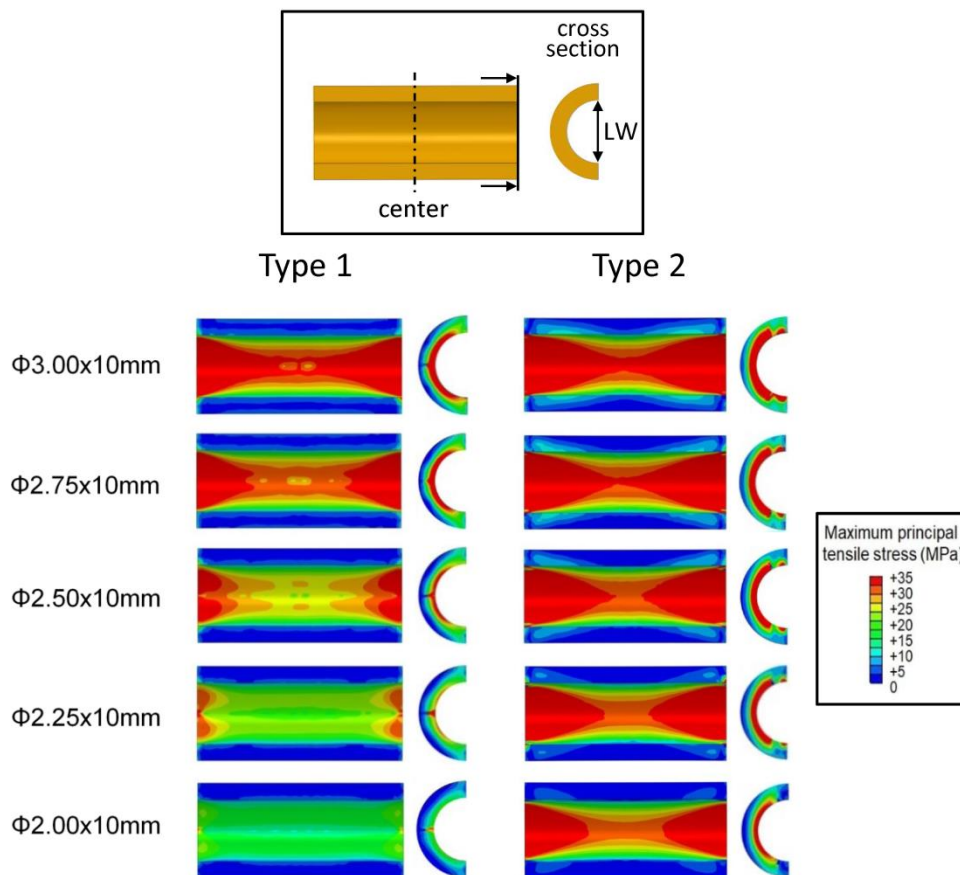 cross
section
LW
center
Type 1
Type 2
Φ3.00x10mm
Φ2.75x10mm
Φ2.50x10mm
Φ2.25x10mm
Φ2.00x10mm
Maximum principal
tensile stress (MPa)
+35
+30
+25
+20
+15
+10
+5
0